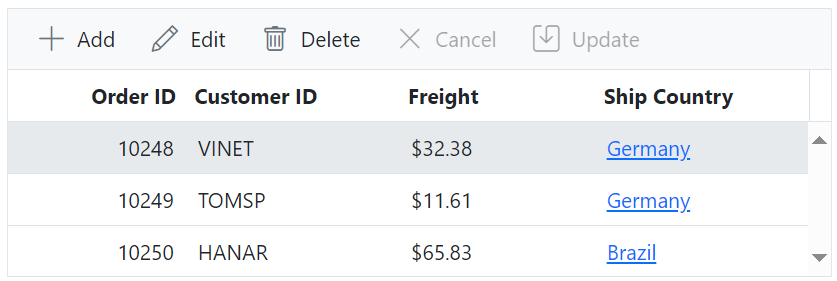 Add Edit Delete Cancel Update
Order ID Customer ID Freight Ship Country
10248 VINET $32.38 Germany
10249 TOMSP $11.61 Germany
10250 HANAR $65.83 Brazil